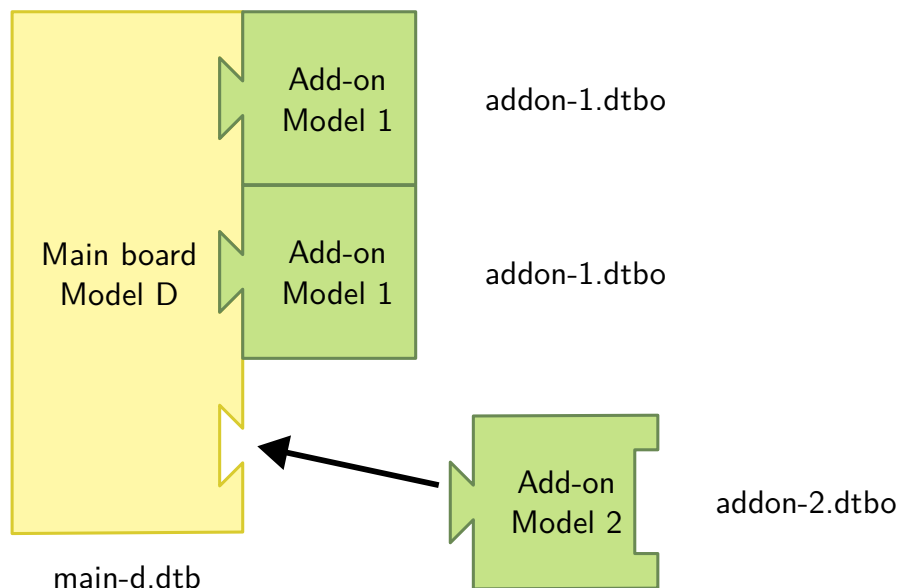 Add-on
Model 1
addon-1.dtbo
Main board
Model D
Add-on
Model 1
addon-1.dtbo
Add-on
Model 2
addon-2.dtbo
main-d.dtb